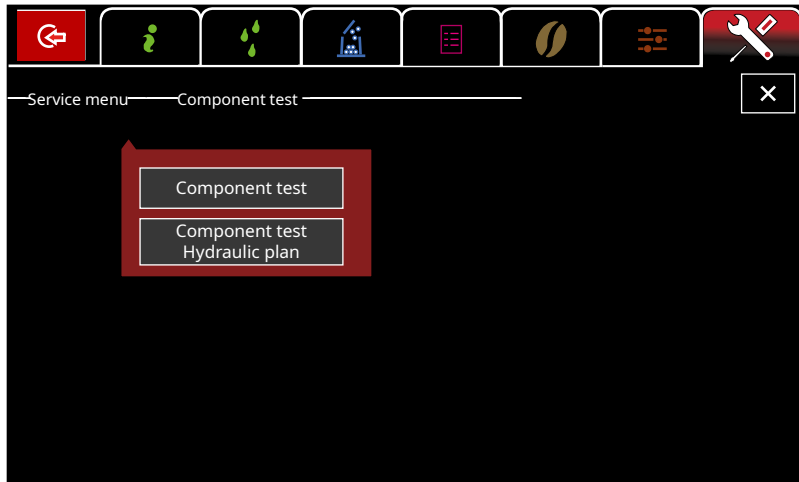 Service menu
Component test
Component test
Component test
Hydraulic plan